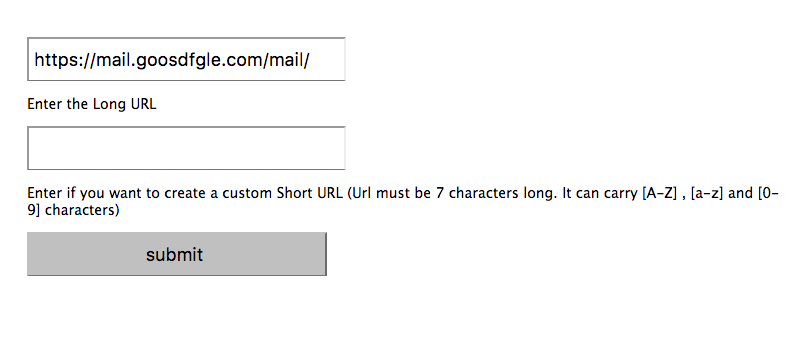 https://mail.goosdfgle.com/mail/
Enter the Long URL
Enter if you want to create a custom Short URL (Url must be 7 characters long. It can carry [A-Z] , [a-z] and [0-
9] characters)
submit